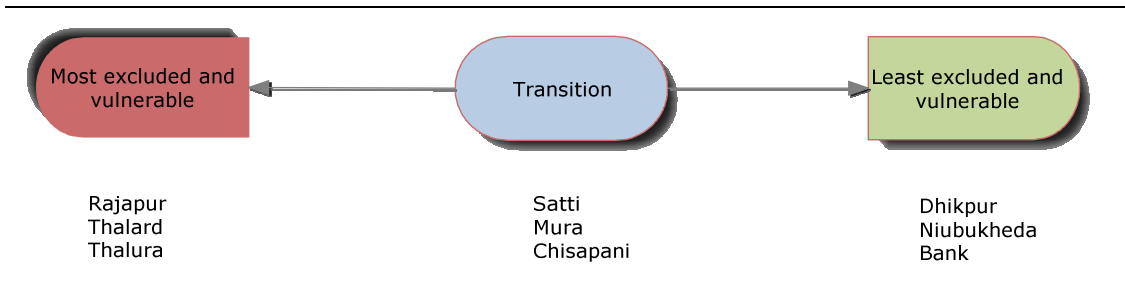 Most excluded and
vulnerable
Transition
Least excluded and
vulnerable
Rajapur
Thalard
Thalura
Satti
Mura
Chisapani
Dhikpur
Niubukheda
Bank